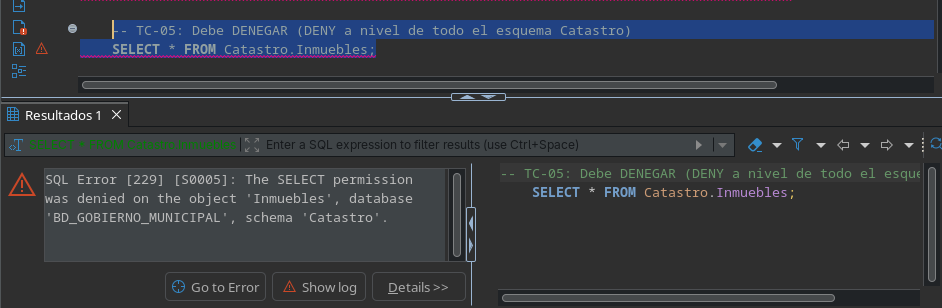 -- TC-05: Debe DENEGAR (DENY a nivel de todo el esquema Catastro)
SELECT * FROM Catastro.Inmuebles;
Resultados 1
SELECT * FROM Catastro.Inmuebles
Enter a SQL expression to filter results (use Ctrl+Space)
SQL Error [229] [S0005]: The SELECT permission
was denied on the object 'Inmuebles', database
'BD_GOBIERNO_MUNICIPAL', schema 'Catastro'.
-- TC-05: Debe DENEGAR (DENY a nivel de todo el esque
SELECT * FROM Catastro.Inmuebles;
Go to Error
Show log
Details >>